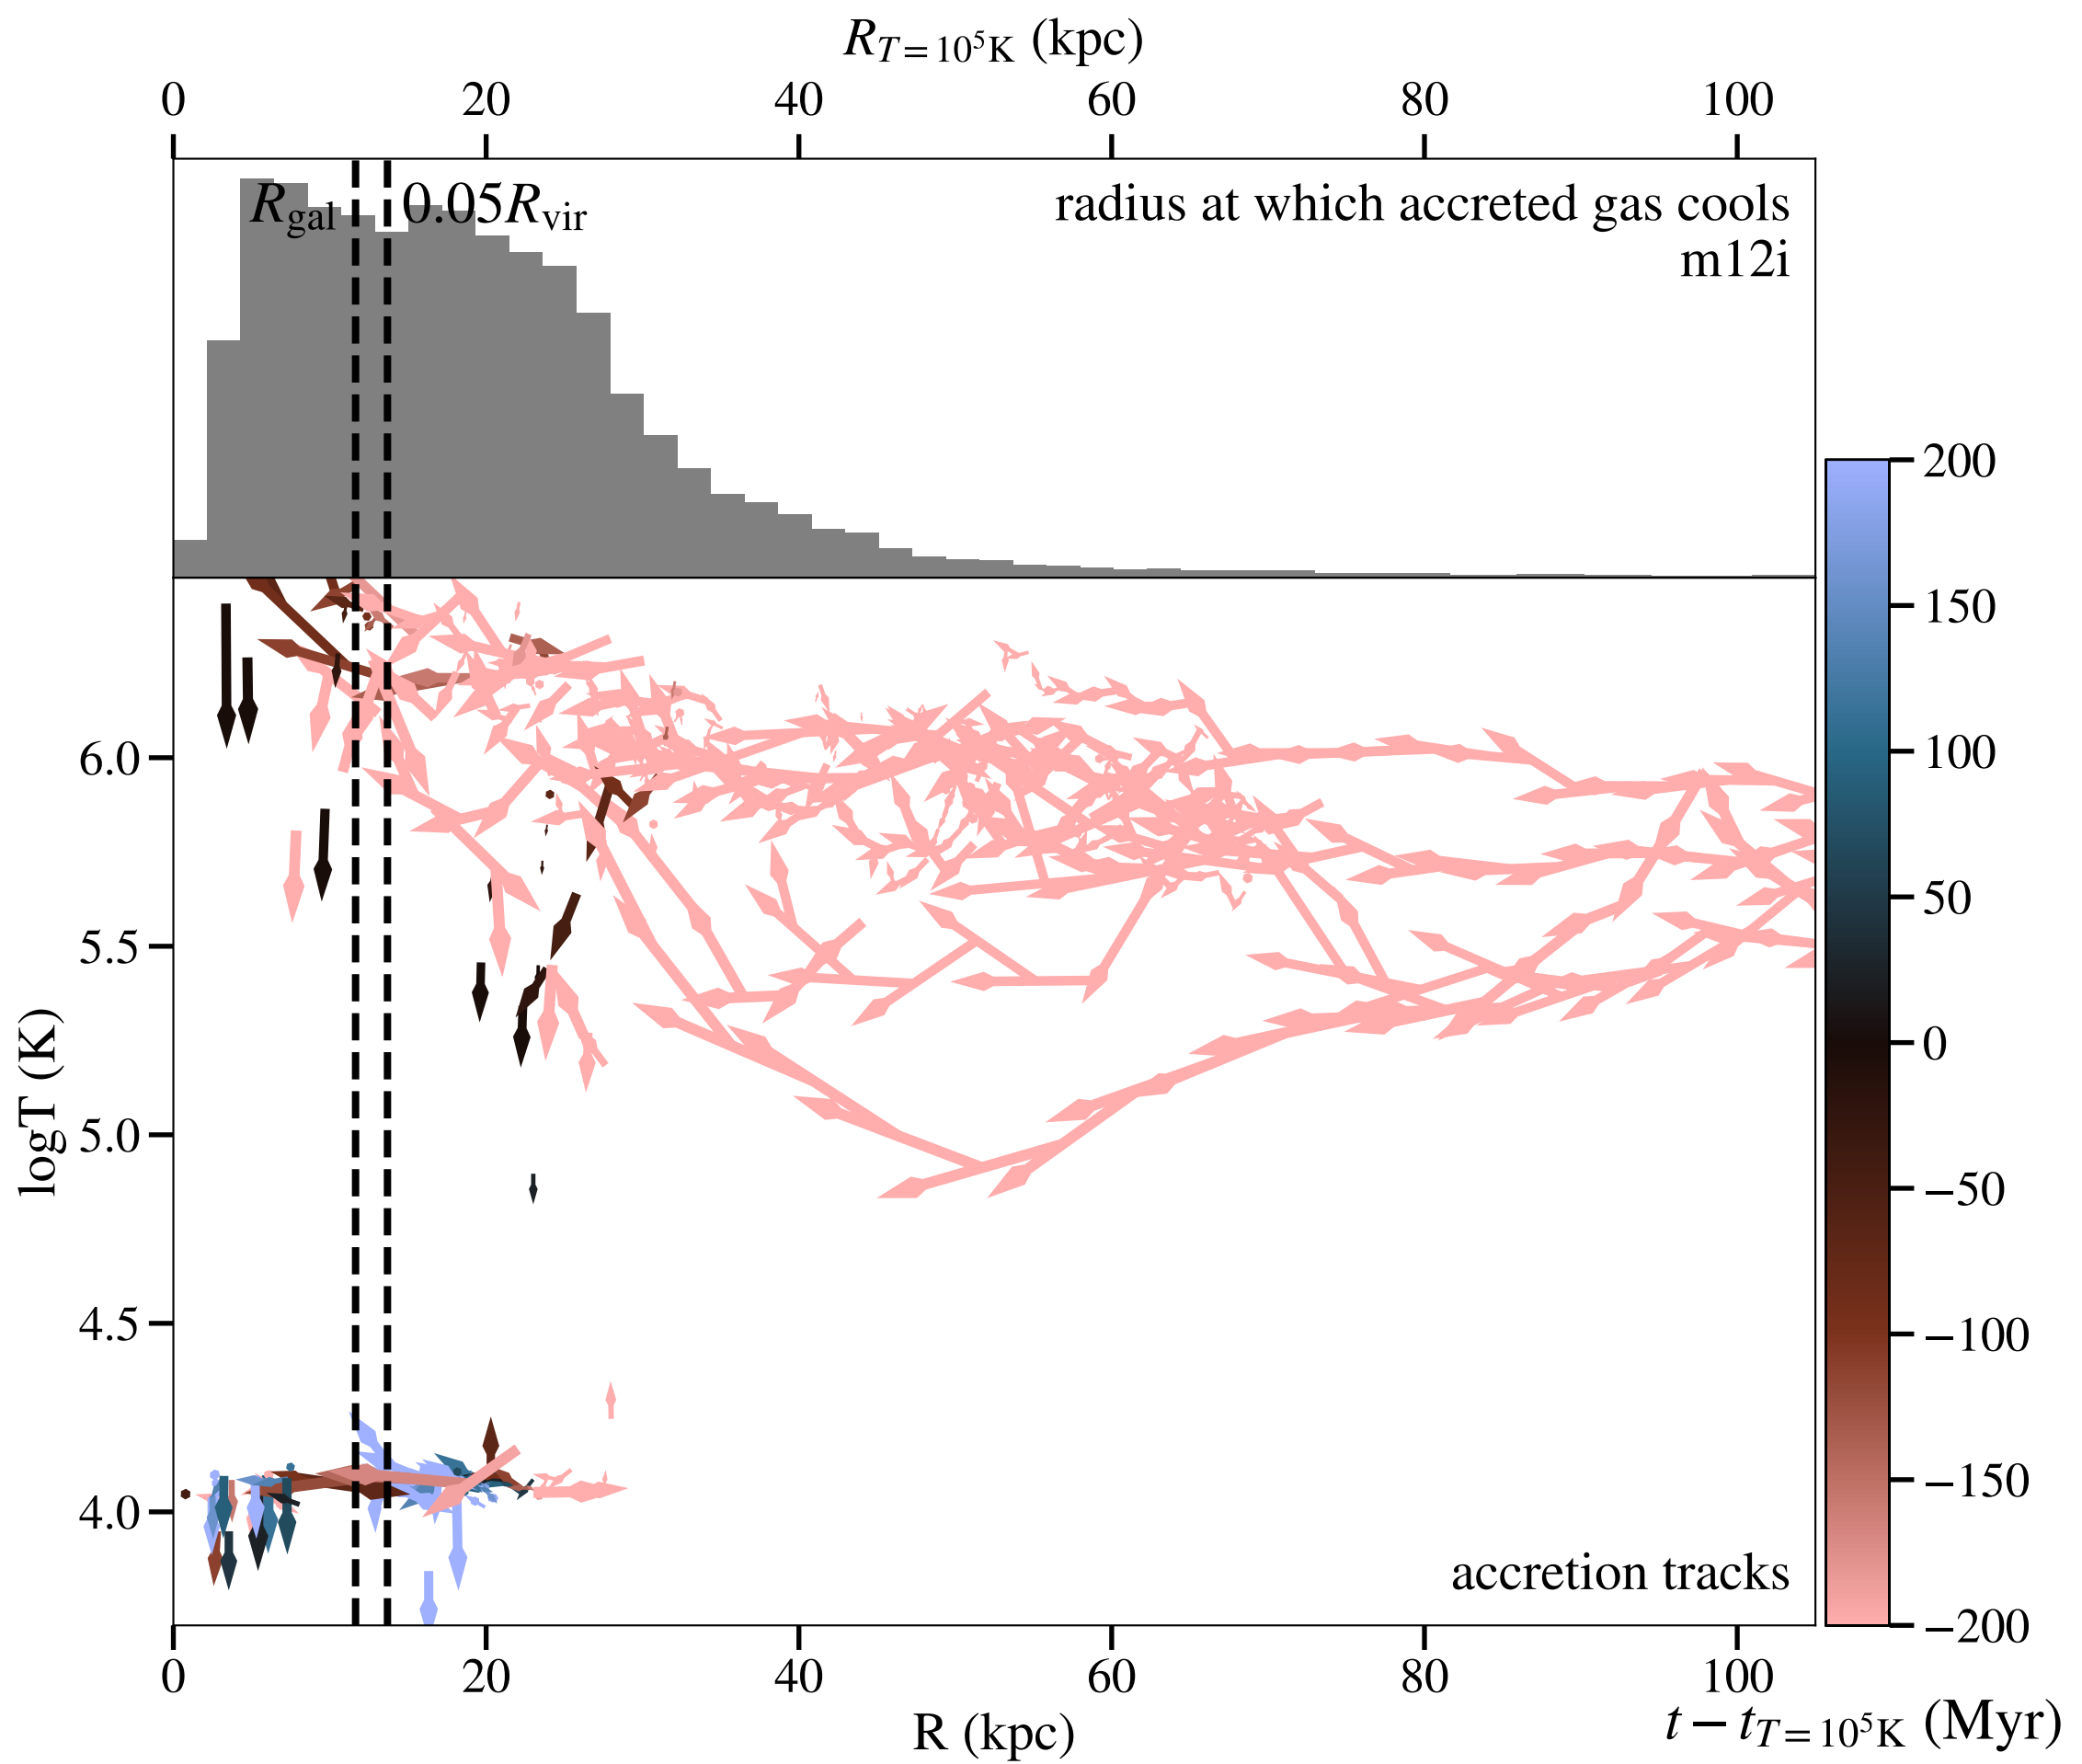 R_{T=10^5K} (kpc)
0 20 40 60 80 100
R_gal 0.05R_vir radius at which accreted gas cools
m12i
200
150
100
50
0
−50
−100
−150
−200
6.0
5.5
5.0
4.5
4.0
logT (K)
accretion tracks
0 20 40 60 80 100
R (kpc)
t − t_{T=10^5K} (Myr)